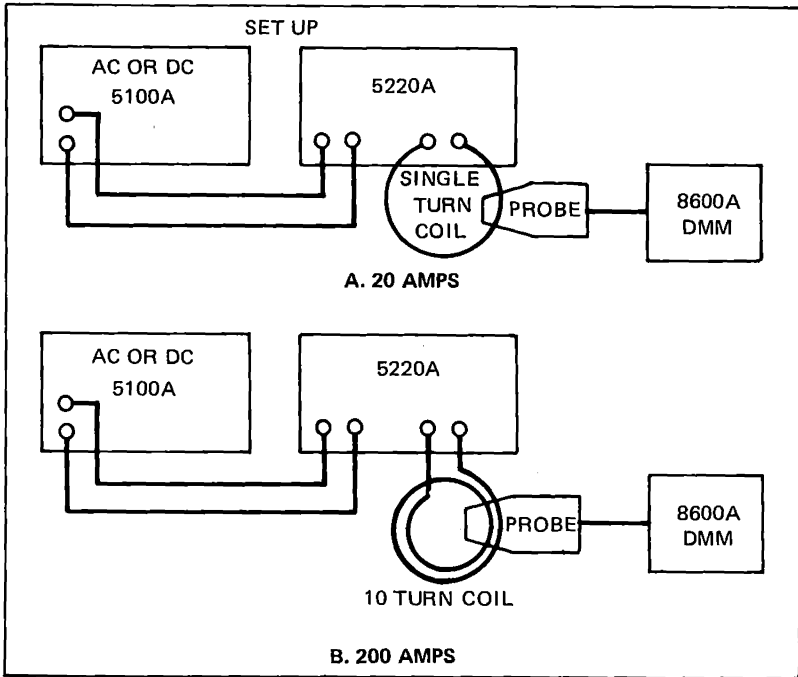 SET UP
AC OR DC
5100A
5220A
SINGLE
TURN
COIL
PROBE
8600A
DMM
A. 20 AMPS
AC OR DC
5100A
5220A
PROBE
8600A
DMM
10 TURN COIL
B. 200 AMPS